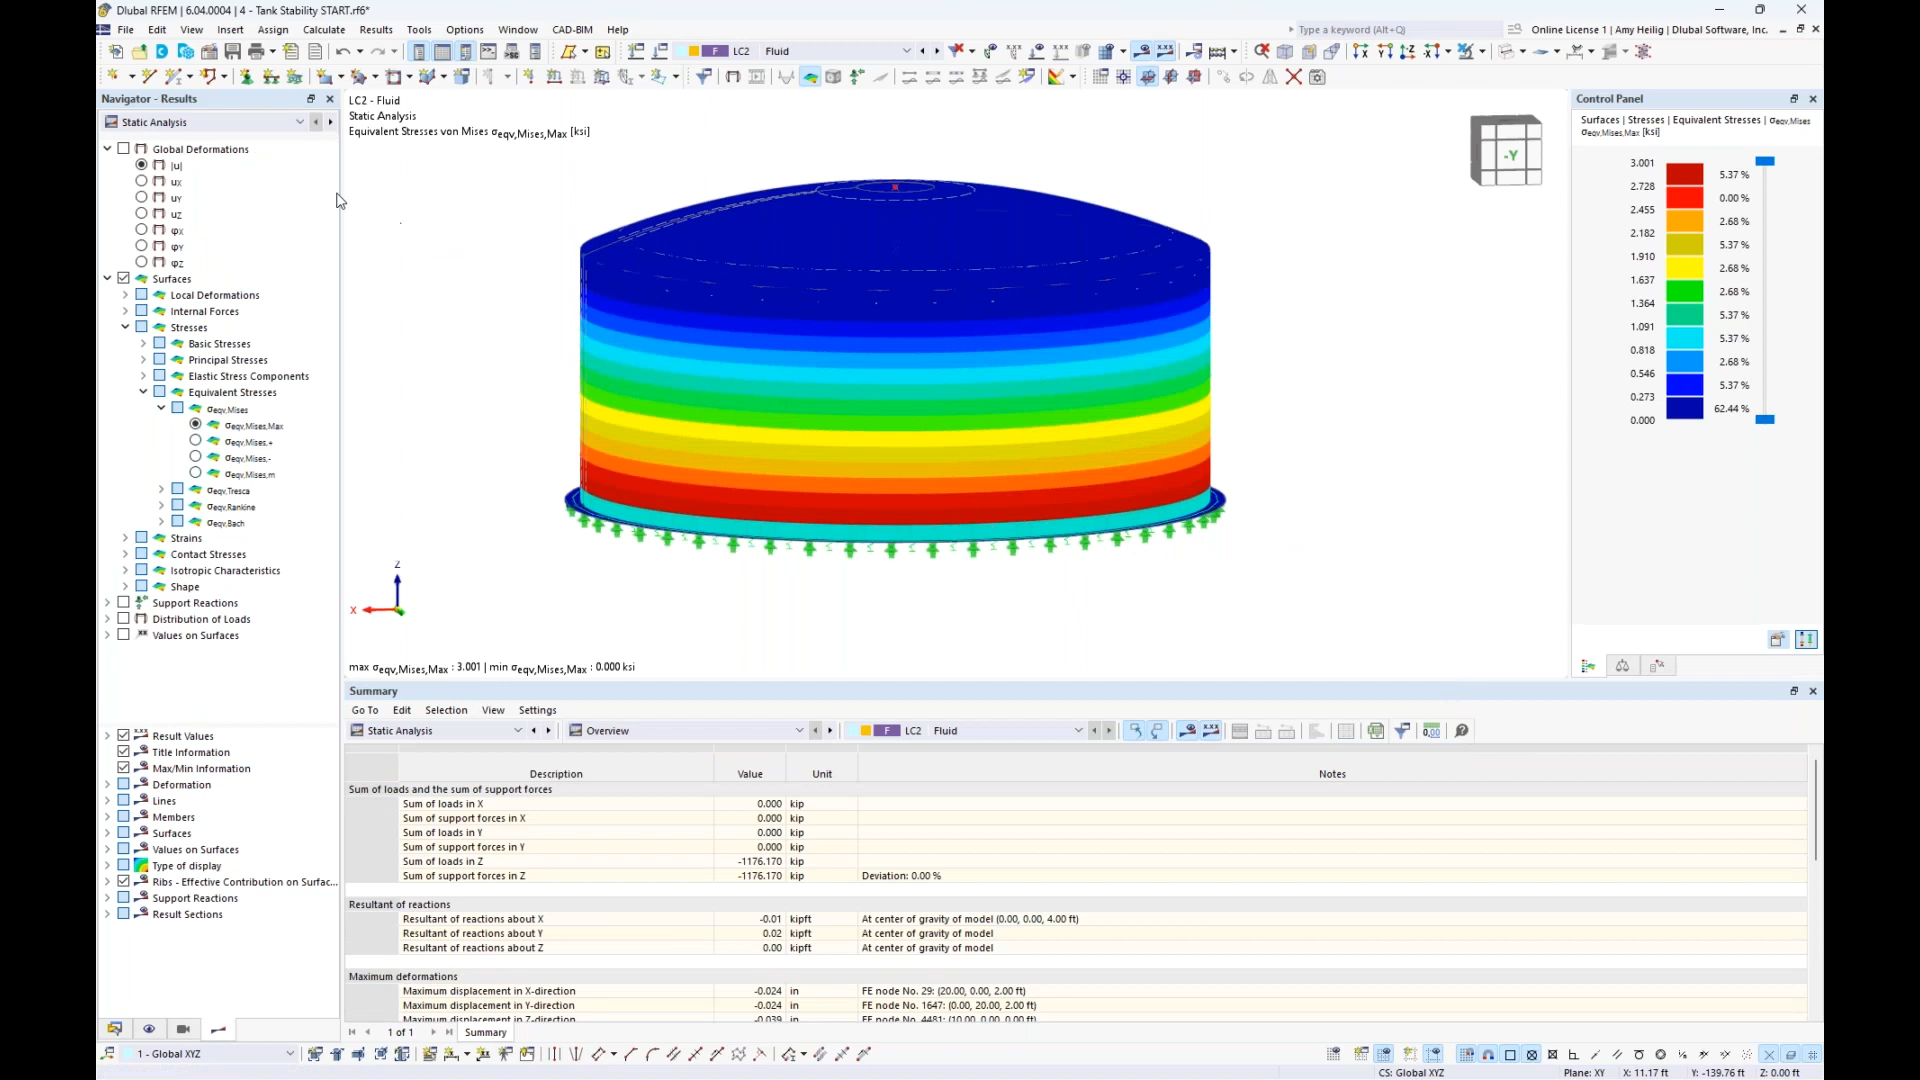 Dlubal RFEM | 6.04.0004 | 4 - Tank Stability START.rf6*
File Edit View Insert Assign Calculate Results Tools Options Window CAD-BIM Help
Type a keyword (Alt+Q)
Online License 1 | Amy Heilig | Dlubal Software, Inc.
F LC2 Fluid
Navigator - Results
Static Analysis
Global Deformations
|u|
uX
uY
uZ
φX
φY
φZ
Surfaces
Local Deformations
Internal Forces
Stresses
Basic Stresses
Principal Stresses
Elastic Stress Components
Equivalent Stresses
σeqv,Mises
σeqv,Mises,Max
σeqv,Mises,+
σeqv,Mises,-
σeqv,Mises,m
σeqv,Tresca
σeqv,Rankine
σeqv,Bach
Strains
Contact Stresses
Isotropic Characteristics
Shape
Support Reactions
Distribution of Loads
Values on Surfaces
Result Values
Title Information
Max/Min Information
Deformation
Lines
Members
Surfaces
Values on Surfaces
Type of display
Ribs - Effective Contribution on Surfac...
Support Reactions
Result Sections
LC2 - Fluid
Static Analysis
Equivalent Stresses von Mises σeqv,Mises,Max [ksi]
-Y
Z
X
max σeqv,Mises,Max : 3.001 | min σeqv,Mises,Max : 0.000 ksi
Control Panel
Surfaces | Stresses | Equivalent Stresses | σeqv,Mises
σeqv,Mises,Max [ksi]
3.001
5.37 %
2.728
0.00 %
2.455
2.68 %
2.182
5.37 %
1.910
2.68 %
1.637
2.68 %
1.364
5.37 %
1.091
5.37 %
0.818
2.68 %
0.546
5.37 %
0.273
62.44 %
0.000
Summary
Go To Edit Selection View Settings
Static Analysis Overview F LC2 Fluid
Description Value Unit Notes
Sum of loads and the sum of support forces
Sum of loads in X 0.000 kip
Sum of support forces in X 0.000 kip
Sum of loads in Y 0.000 kip
Sum of support forces in Y 0.000 kip
Sum of loads in Z -1176.170 kip
Sum of support forces in Z -1176.170 kip Deviation: 0.00 %
Resultant of reactions
Resultant of reactions about X -0.01 kipft At center of gravity of model (0.00, 0.00, 4.00 ft)
Resultant of reactions about Y 0.02 kipft At center of gravity of model
Resultant of reactions about Z 0.00 kipft At center of gravity of model
Maximum deformations
Maximum displacement in X-direction -0.024 in FE node No. 29: (20.00, 0.00, 2.00 ft)
Maximum displacement in Y-direction -0.024 in FE node No. 1647: (0.00, 20.00, 2.00 ft)
Maximum displacement in Z-direction -0.039 in FE node No. 4481: (10.00, 0.00, 0.00 ft)
1 of 1 Summary
1 - Global XYZ
CS: Global XYZ Plane: XY X: 11.17 ft Y: -139.76 ft Z: 0.00 ft